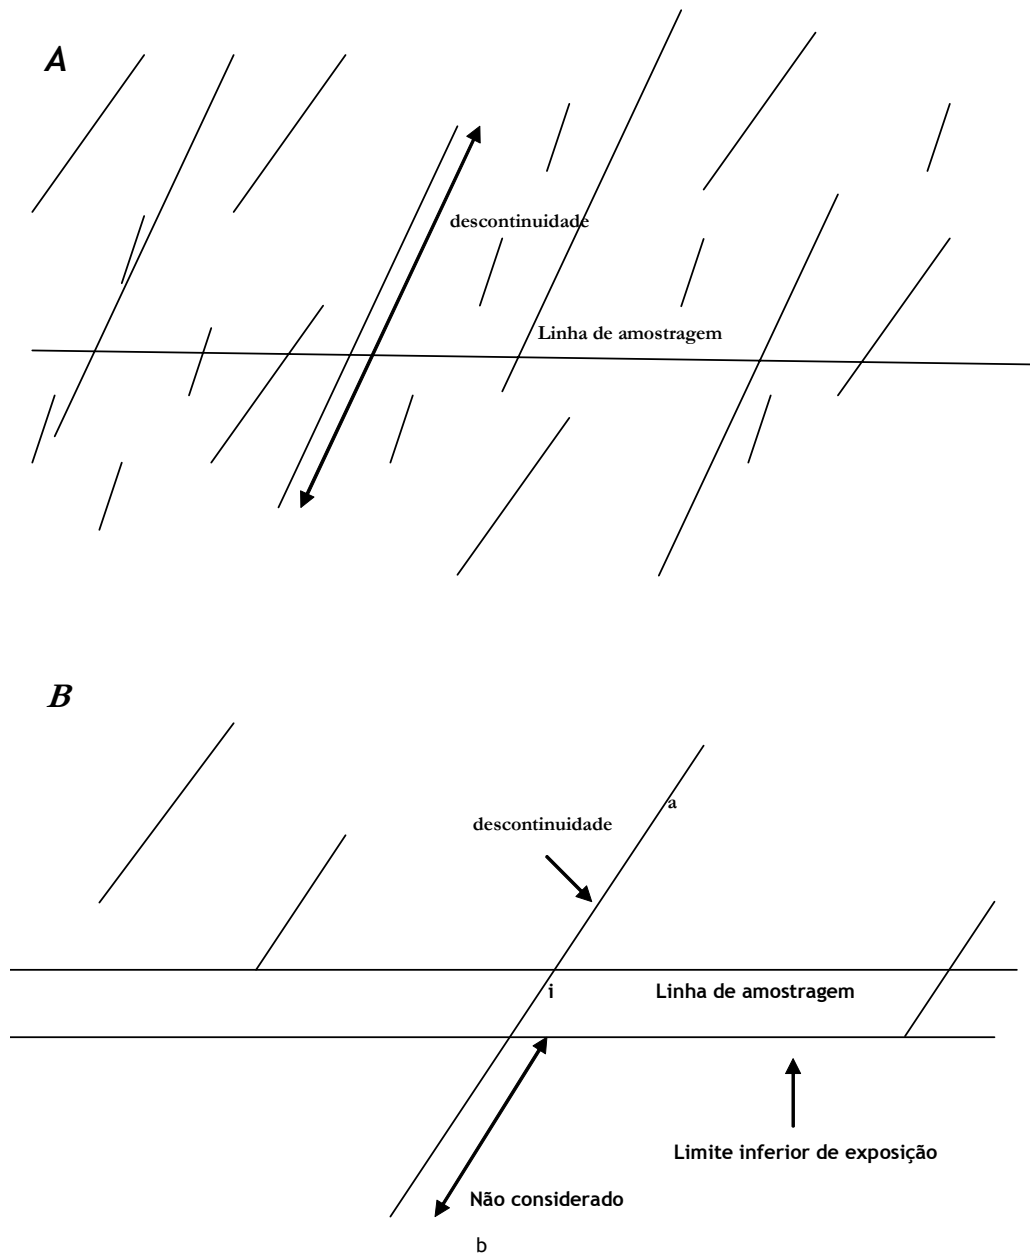 A
descontinuidade
Linha de amostragem
B
a
descontinuidade
i
Linha de amostragem
Limite inferior de exposição
Não considerado
b